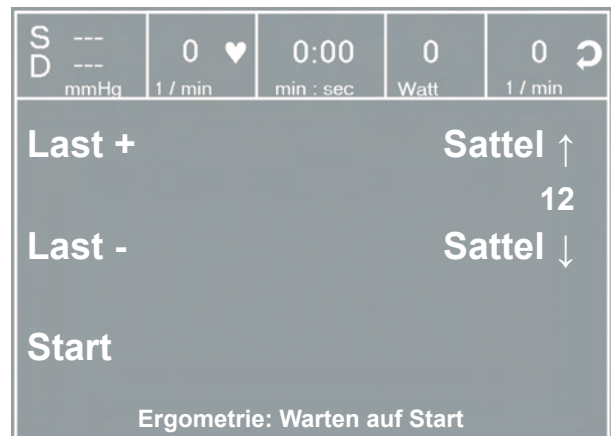 S --- 0 ♥ 0:00 0 0
D --- mmHg 1 / min min : sec Watt 1 / min
Last + Sattel ↑
12
Last - Sattel ↓
Start
Ergometrie: Warten auf Start